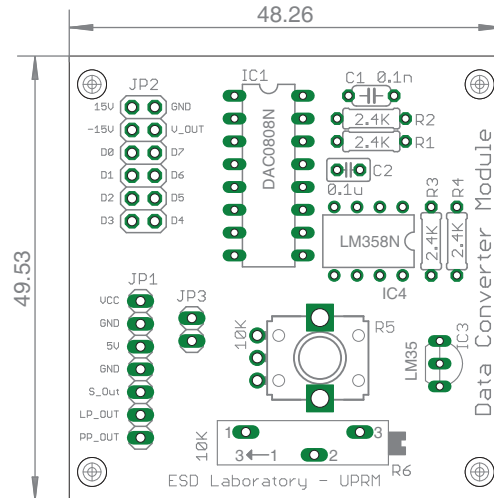 48.26
49.53
JP2
15V GND
-15V V_OUT
D0 D7
D1 D6
D2 D5
D3 D4
IC1
DAC0808N
C1 0.1n
2.4K R2
2.4K R1
C2
0.1u
LM358N
IC4
R3 R4
2.4K 2.4K
Data Converter Module
JP1
VCC
GND
5V
GND
S_Out
LP_OUT
PP_OUT
JP3
10K
R5
LM35
IC3
10K
1 3
3 1 2
R6
ESD Laboratory - UPRM